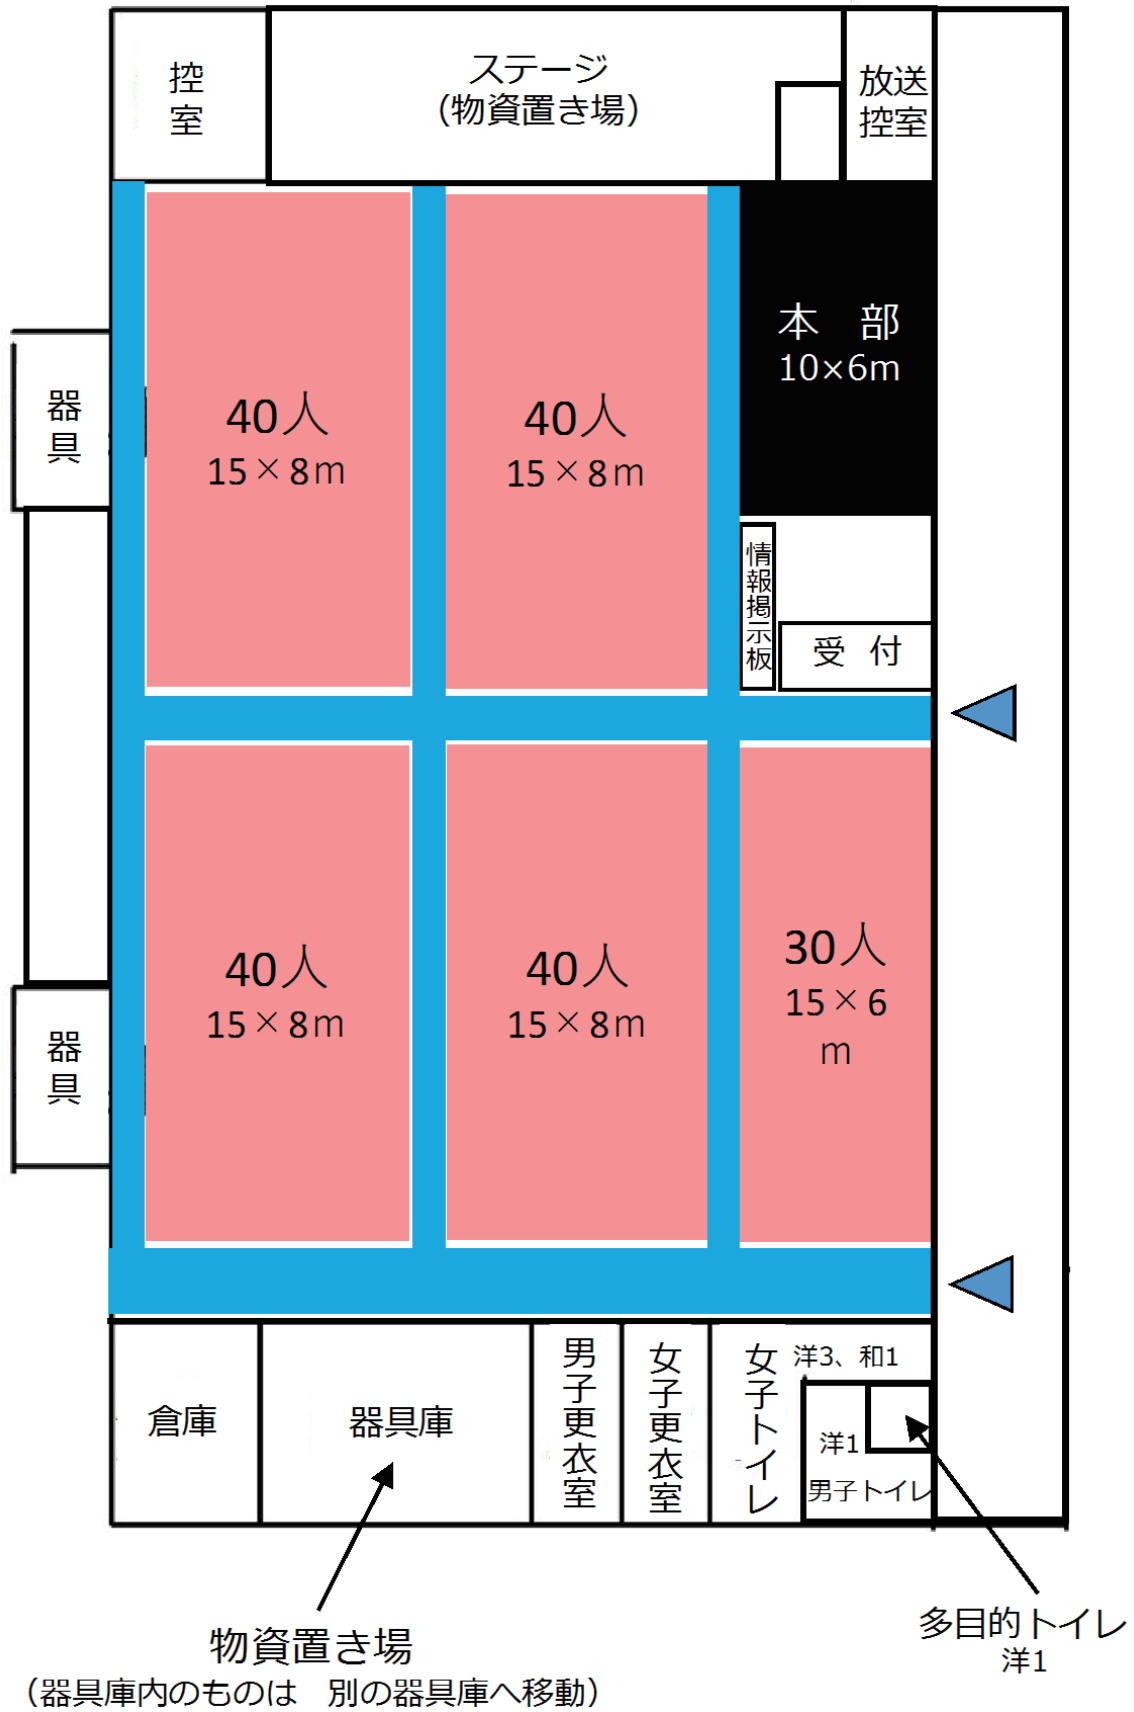 控室
ステージ
（物資置き場）
放送
控室
本　部
10×6m
器具
40人
15×8m
40人
15×8m
情報掲示板
受　付
40人
15×8m
40人
15×8m
30人
15×6
m
器具
倉庫
器具庫
男子更衣室
女子更衣室
女子トイレ
洋3、和1
洋1
男子トイレ
物資置き場
（器具庫内のものは　別の器具庫へ移動）
多目的トイレ
洋1